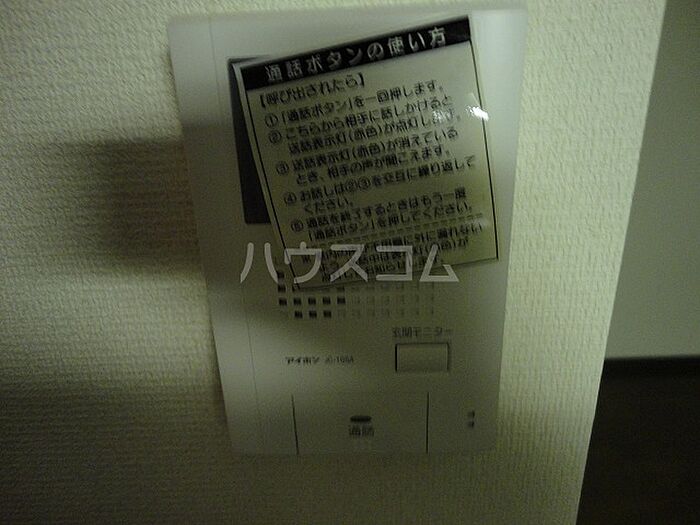 通話ボタンの使い方
【呼び出されたら】
①「通話ボタン」を一回押します。
②こちらから相手に話しかけると
送話表示灯(赤色)が点灯します。
③送話表示灯(赤色)が消えている
とき、相手の声が聞こえます。
④お話しは②③を交互に繰り返して
ください。
⑤通話を終了するときはもう一度
「通話ボタン」を押してください。
外に漏れない
ハウスコム
玄関モニター
アイホン
通話